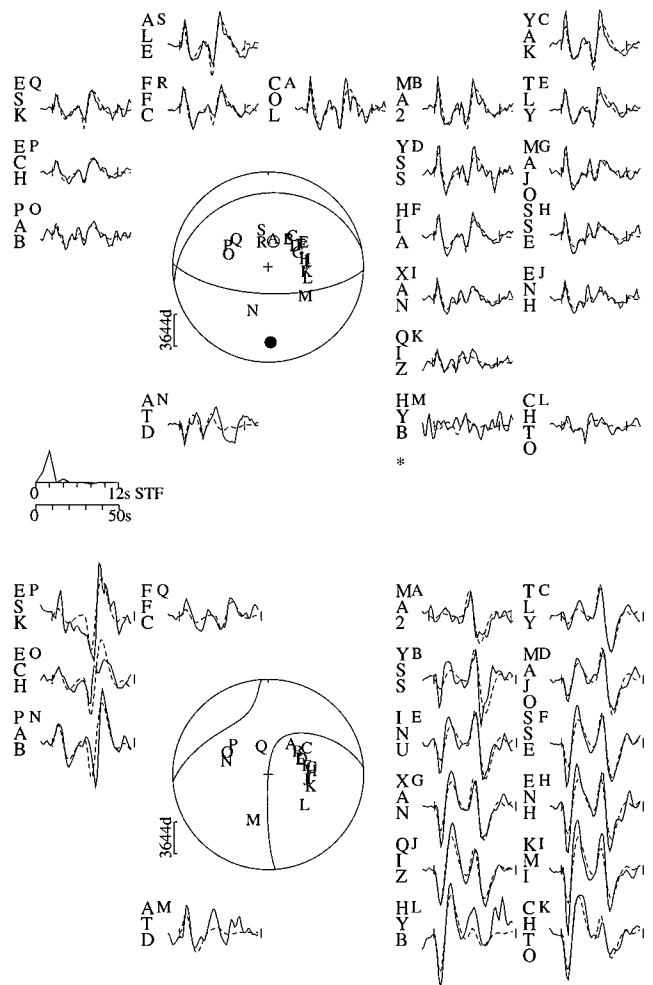 ALE S
YAK C
ESK Q
FFC R
COL A
MA2 B
TLY E
ECH P
YSS D
MAJO G
PAB O
HIA F
SSE H
S C
P Q R A B E
O
K
L
M
N
XAN I
ENH J
3644d
QIZ K
ATD N
HYB M
CHTO L
*
0 12s STF
0 50s
ESK P
FFC Q
MA2 A
TLY C
ECH O
YSS B
MAJO D
PAB N
INU E
SSE F
P Q A C
O
N
K
L
M
XAN G
ENH H
3644d
QIZ J
KMI I
ATD M
HYB L
CHTO K